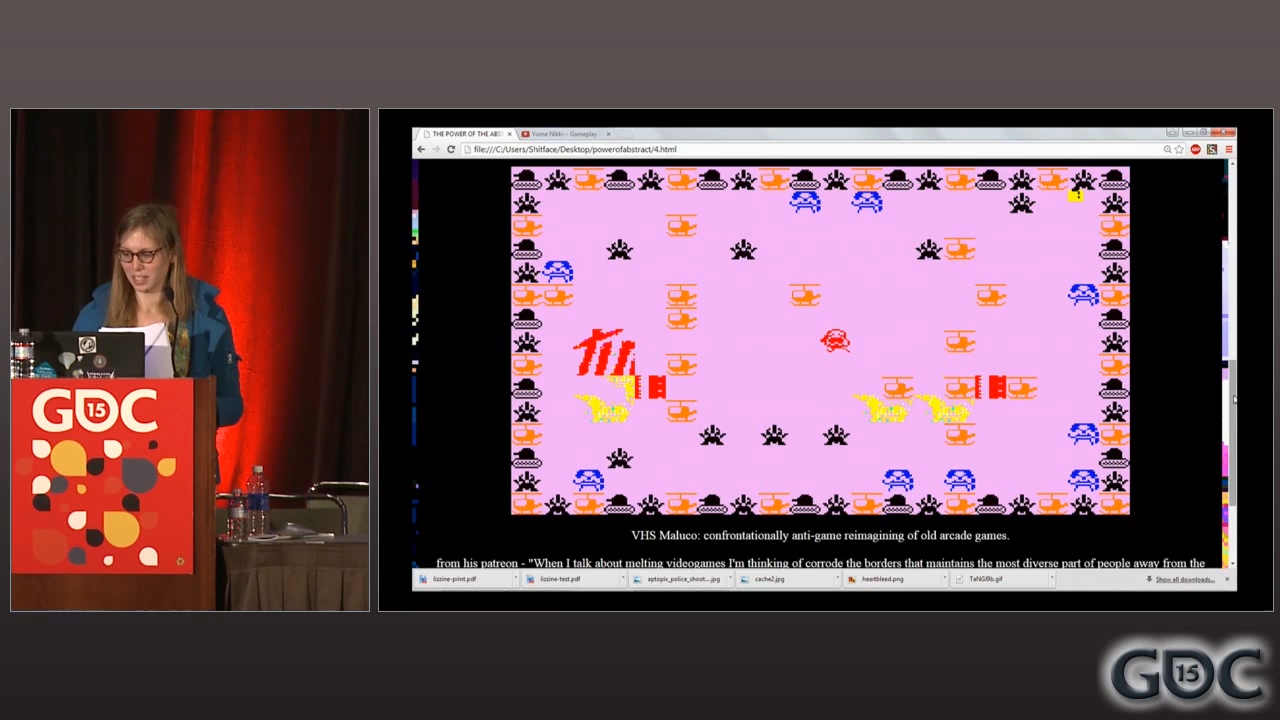 GDC
15
THE POWER OF THE ABS
Yume Nikki - Gameplay
file:///C:/Users/Shitface/Desktop/powerofabstract/4.html
ABP
S
VHS Maluco: confrontationally anti-game reimagining of old arcade games.
from his patreon - "When I talk about melting videogames I'm thinking of corrode the borders that maintains the most diverse part of people away from the
lizzine-print.pdf
lizzine-test.pdf
aptopix_police_shoot....jpg
cache2.jpg
heartblead.png
Show all downloads...
GDC
15